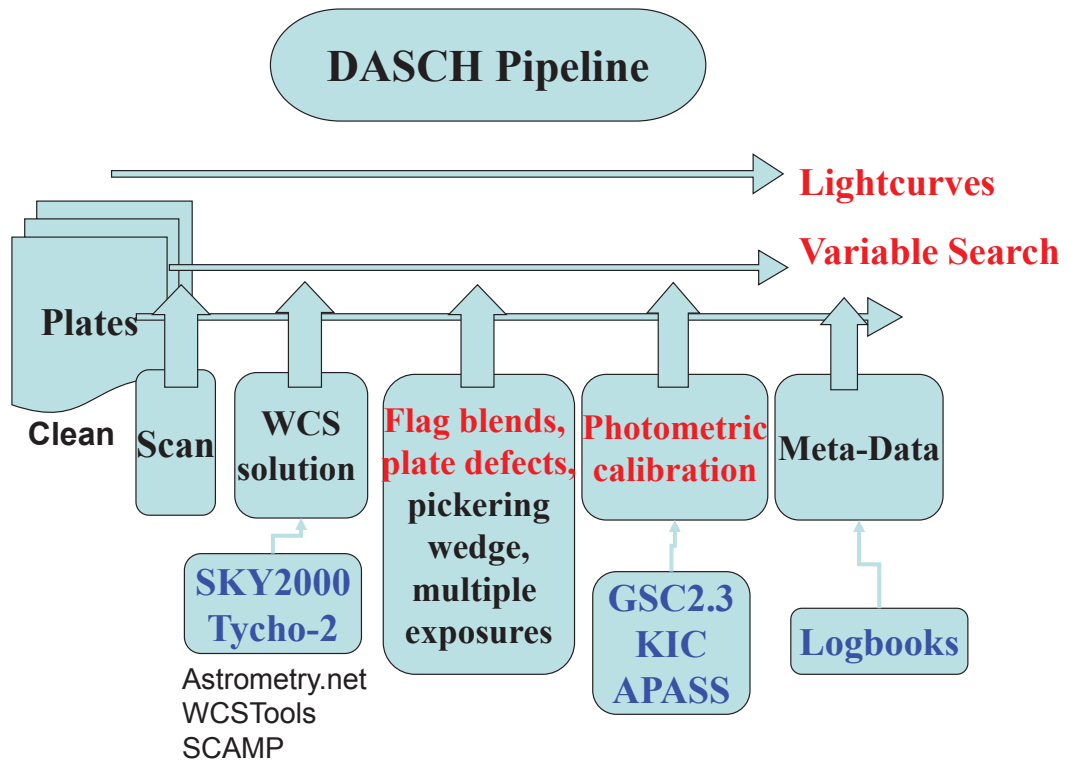 DASCH Pipeline
Lightcurves
Variable Search
Plates
Clean
Scan
WCS
solution
Flag blends,
plate defects,
pickering
wedge,
multiple
exposures
Photometric
calibration
Meta-Data
SKY2000
Tycho-2
GSC2.3
KIC
APASS
Logbooks
Astrometry.net
WCSTools
SCAMP